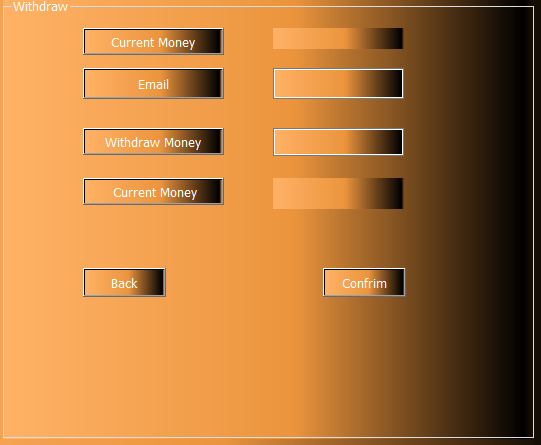 Withdraw
Current Money
Email
Withdraw Money
Current Money
Back
Confrim